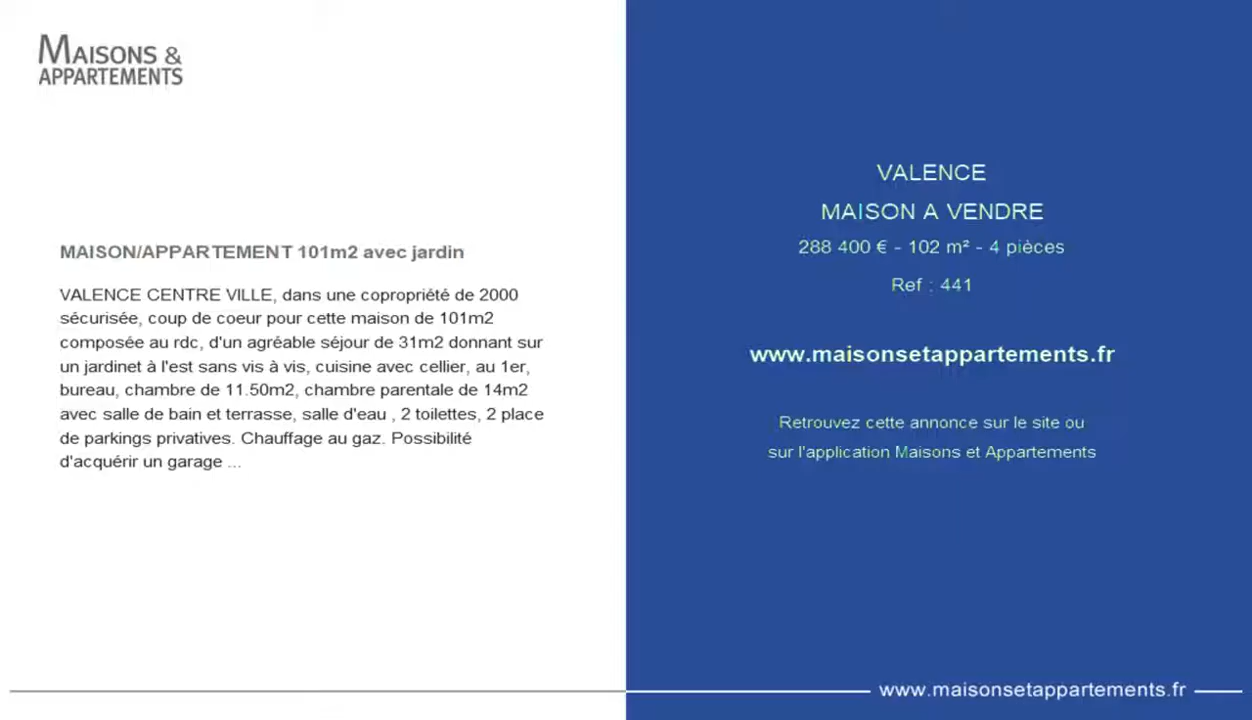 MAISONS &
APPARTEMENTS
MAISON/APPARTEMENT 101m2 avec jardin
VALENCE CENTRE VILLE, dans une copropriété de 2000
sécurisée, coup de coeur pour cette maison de 101m2
composée au rdc, d'un agréable séjour de 31m2 donnant sur
un jardinet à l'est sans vis à vis, cuisine avec cellier, au 1er,
bureau, chambre de 11.50m2, chambre parentale de 14m2
avec salle de bain et terrasse, salle d'eau , 2 toilettes, 2 place
de parkings privatives. Chauffage au gaz. Possibilité
d'acquérir un garage ...
VALENCE
MAISON A VENDRE
288 400 € - 102 m² - 4 pièces
Ref : 441
www.maisonsetappartements.fr
Retrouvez cette annonce sur le site ou
sur l'application Maisons et Appartements
www.maisonsetappartements.fr